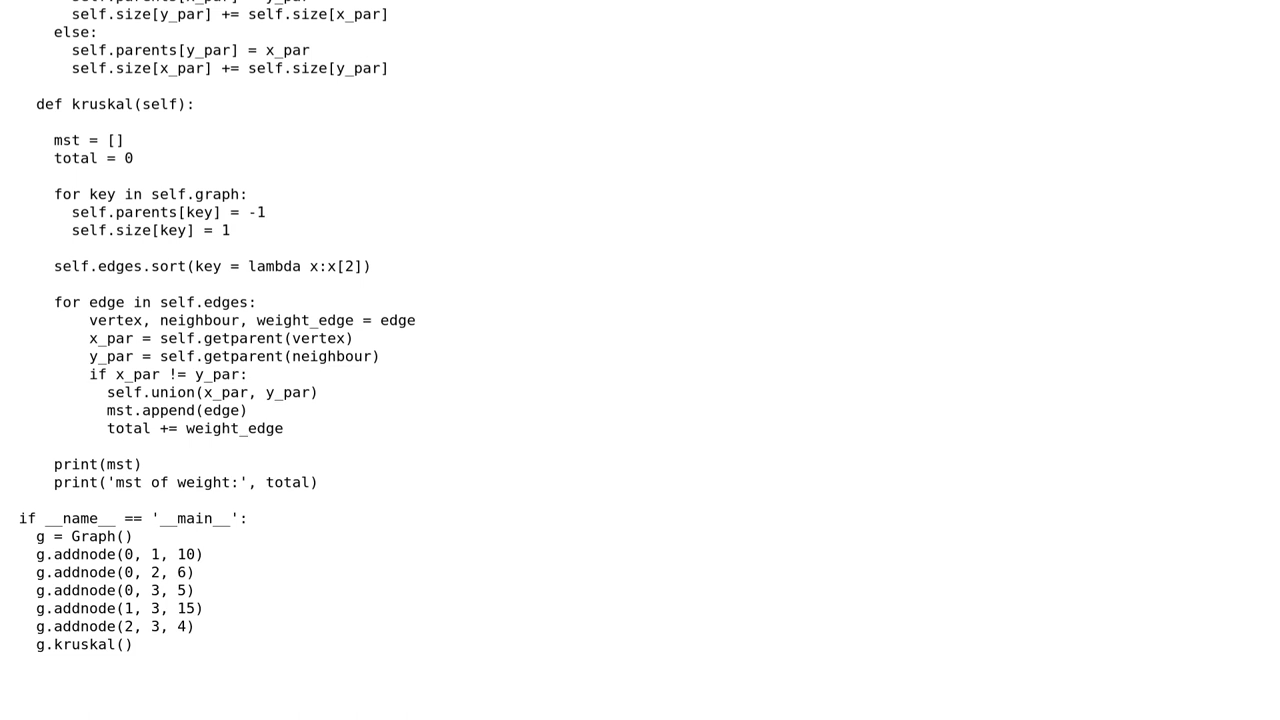 self.size[y_par] += self.size[x_par]
else:
self.parents[y_par] = x_par
self.size[x_par] += self.size[y_par]
def kruskal(self):
mst = []
total = 0
for key in self.graph:
self.parents[key] = -1
self.size[key] = 1
self.edges.sort(key = lambda x:x[2])
for edge in self.edges:
vertex, neighbour, weight_edge = edge
x_par = self.getparent(vertex)
y_par = self.getparent(neighbour)
if x_par != y_par:
self.union(x_par, y_par)
mst.append(edge)
total += weight_edge
print(mst)
print('mst of weight:', total)
if __name__ == '__main__':
g = Graph()
g.addnode(0, 1, 10)
g.addnode(0, 2, 6)
g.addnode(0, 3, 5)
g.addnode(1, 3, 15)
g.addnode(2, 3, 4)
g.kruskal()